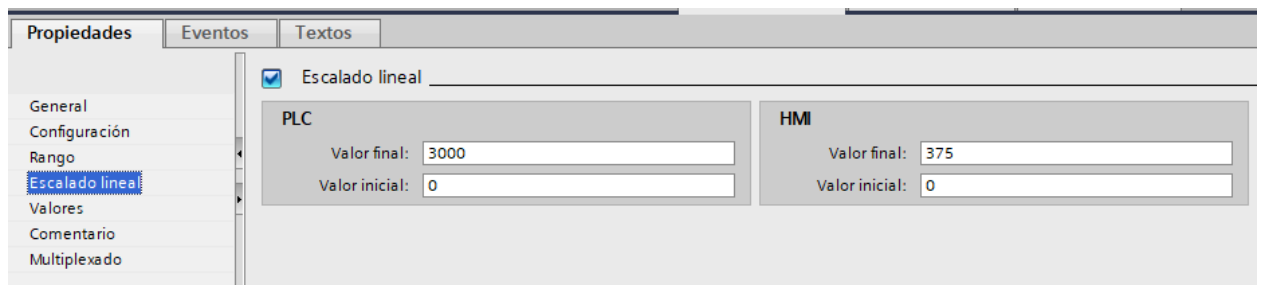 Propiedades Eventos Textos
Escalado lineal
General
Configuración
Rango
Escalado lineal
Valores
Comentario
Multiplexado
PLC
Valor final: 3000
Valor inicial: 0
HMI
Valor final: 375
Valor inicial: 0